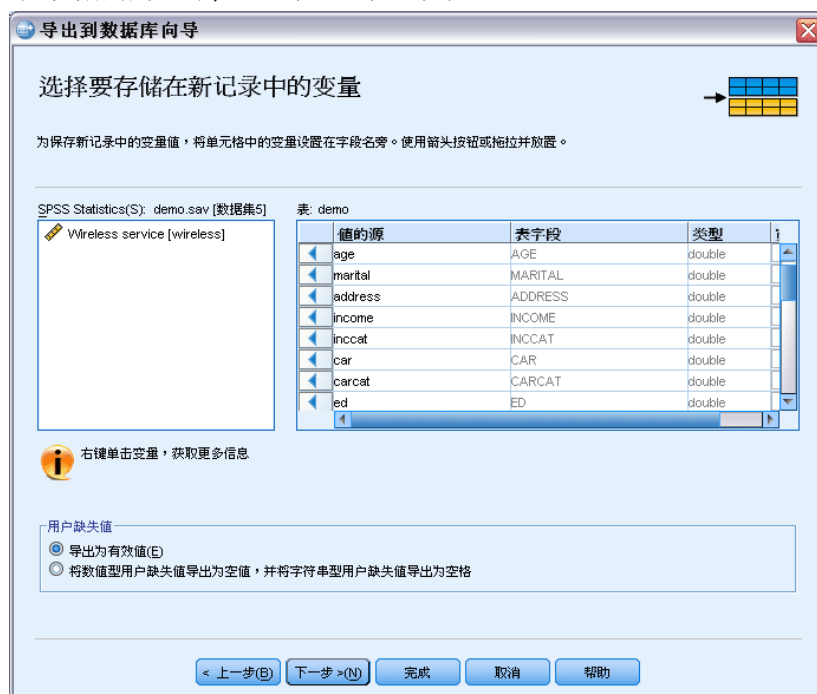 导出到数据库向导
选择要存储在新记录中的变量
为保存新记录中的变量值，将单元格中的变量设置在字段名旁。使用箭头按钮或拖拉并放置。
SPSS Statistics(S): demo.sav [数据集5]
表: demo
Wireless service [wireless]
值的源 表字段 类型
age AGE double
marital MARITAL double
address ADDRESS double
income INCOME double
inccat INCCAT double
car CAR double
carcat CARCAT double
ed ED double
右键单击变量，获取更多信息
用户缺失值
导出为有效值(E)
将数值型用户缺失值导出为空值，并将字符串型用户缺失值导出为空格
< 上一步(B) 下一步 >(N) 完成 取消 帮助